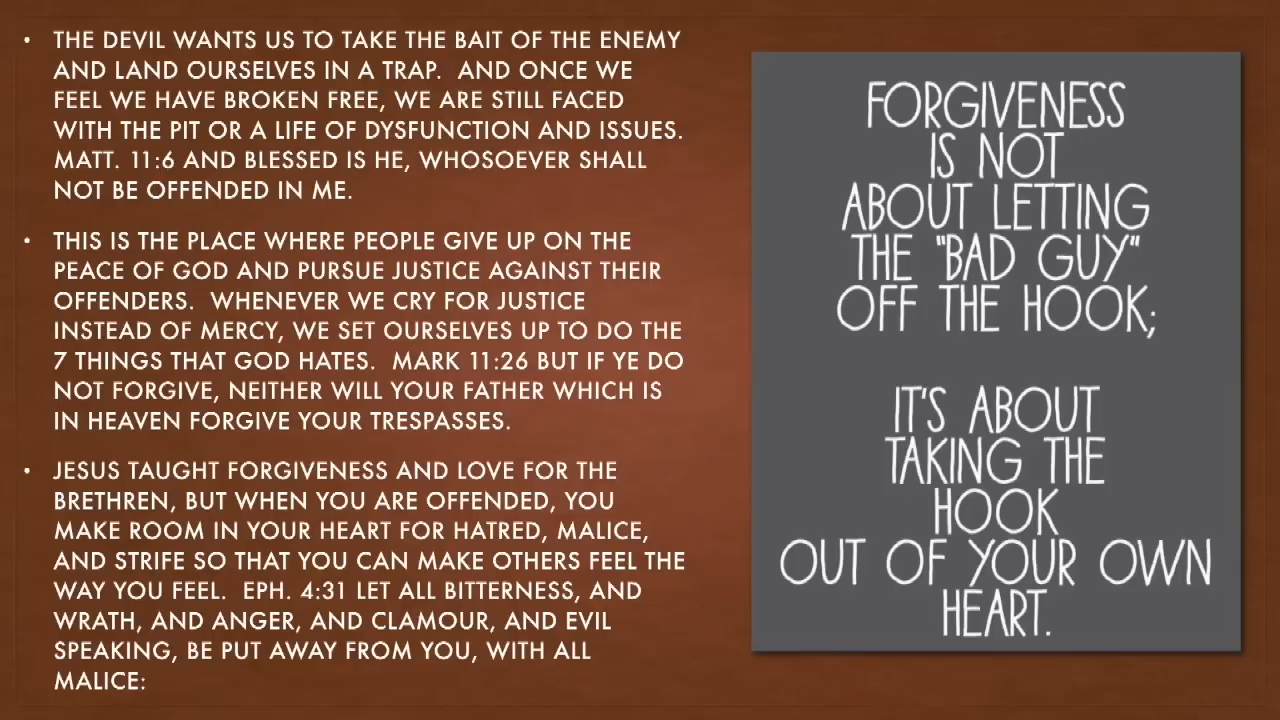 • THE DEVIL WANTS US TO TAKE THE BAIT OF THE ENEMY
AND LAND OURSELVES IN A TRAP.  AND ONCE WE
FEEL WE HAVE BROKEN FREE, WE ARE STILL FACED
WITH THE PIT OR A LIFE OF DYSFUNCTION AND ISSUES.
MATT. 11:6 AND BLESSED IS HE, WHOSOEVER SHALL
NOT BE OFFENDED IN ME.
• THIS IS THE PLACE WHERE PEOPLE GIVE UP ON THE
PEACE OF GOD AND PURSUE JUSTICE AGAINST THEIR
OFFENDERS.  WHENEVER WE CRY FOR JUSTICE
INSTEAD OF MERCY, WE SET OURSELVES UP TO DO THE
7 THINGS THAT GOD HATES.  MARK 11:26 BUT IF YE DO
NOT FORGIVE, NEITHER WILL YOUR FATHER WHICH IS
IN HEAVEN FORGIVE YOUR TRESPASSES.
• JESUS TAUGHT FORGIVENESS AND LOVE FOR THE
BRETHREN, BUT WHEN YOU ARE OFFENDED, YOU
MAKE ROOM IN YOUR HEART FOR HATRED, MALICE,
AND STRIFE SO THAT YOU CAN MAKE OTHERS FEEL THE
WAY YOU FEEL.  EPH. 4:31 LET ALL BITTERNESS, AND
WRATH, AND ANGER, AND CLAMOUR, AND EVIL
SPEAKING, BE PUT AWAY FROM YOU, WITH ALL
MALICE:
FORGIVENESS
IS NOT
ABOUT LETTING
THE "BAD GUY"
OFF THE HOOK;
IT'S ABOUT
TAKING THE
HOOK
OUT OF YOUR OWN
HEART.